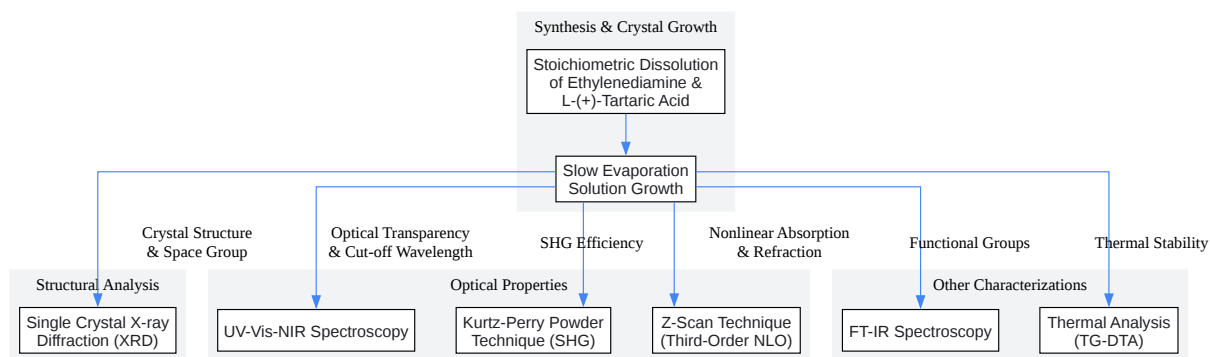 Synthesis & Crystal Growth
Stoichiometric Dissolution
of Ethylenediamine &
L-(+)-Tartaric Acid
Slow Evaporation
Solution Growth
Crystal Structure
& Space Group
Optical Transparency
& Cut-off Wavelength
SHG Efficiency
Nonlinear Absorption
& Refraction
Functional Groups
Thermal Stability
Structural Analysis
Optical Properties
Other Characterizations
Single Crystal X-ray
Diffraction (XRD)
UV-Vis-NIR Spectroscopy
Kurtz-Perry Powder
Technique (SHG)
Z-Scan Technique
(Third-Order NLO)
FT-IR Spectroscopy
Thermal Analysis
(TG-DTA)